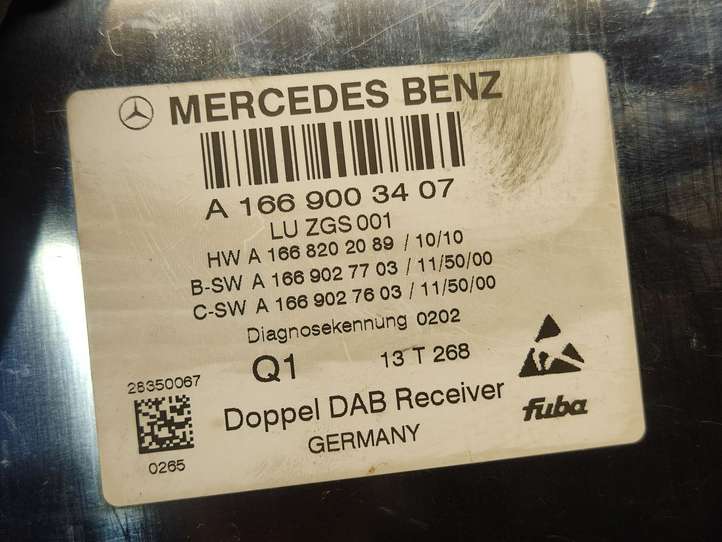 MERCEDES BENZ
A 166 900 34 07
LU ZGS 001
HW A 166 820 20 89 / 10/10
B-SW A 166 902 77 03 / 11/50/00
C-SW A 166 902 76 03 / 11/50/00
Diagnosekennung 0202
Q1 13 T 268
28350067
0265
Doppel DAB Receiver
GERMANY
fuba